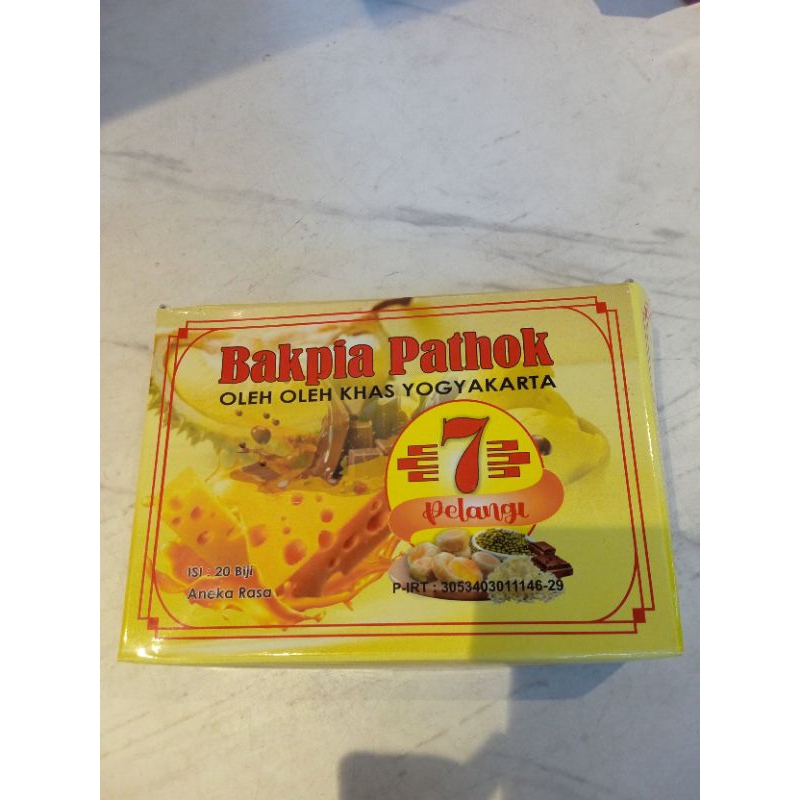 Bakpia Pathok
OLEH OLEH KHAS YOGYAKARTA
7
Pelangi
ISI : 20 Biji
Aneka Rasa
P-IRT : 3053403011146-29